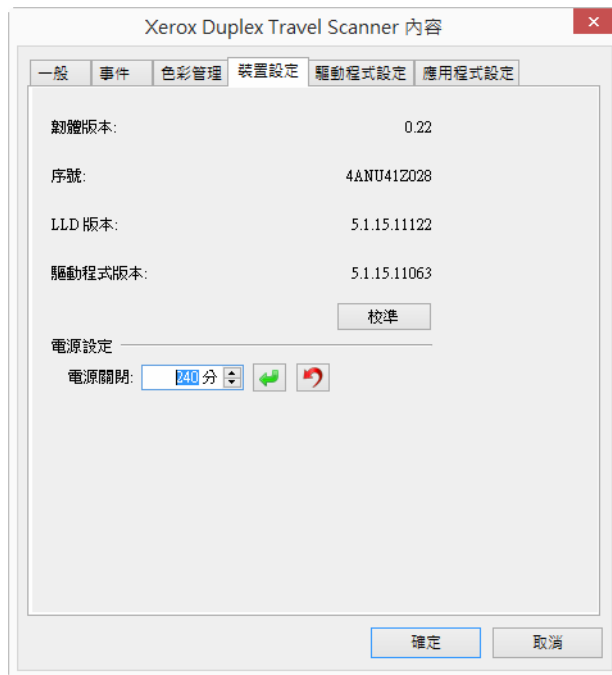 Xerox Duplex Travel Scanner 內容
一般 事件 色彩管理 裝置設定 驅動程式設定 應用程式設定
韌體版本: 0.22
序號: 4ANU41Z028
LLD 版本: 5.1.15.11122
驅動程式版本: 5.1.15.11063
校準
電源設定
電源關閉: 240 分
確定 取消